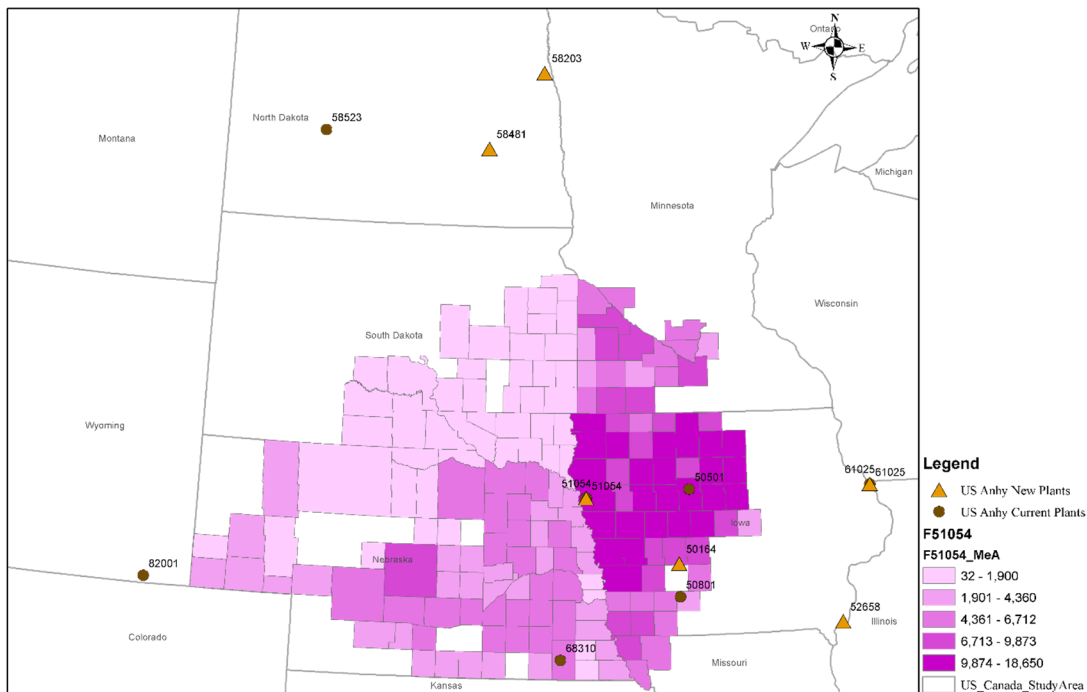 Ontario
N
W E
S
58203
North Dakota
58523
58481
Montana
Michigan
Minnesota
Wisconsin
South Dakota
Wyoming
61025 61025
51054 51054
50501
Iowa
50164
Nebraska
82001
50801
52658
Illinois
Colorado
68310
Missouri
Kansas
Legend
US Anhy New Plants
US Anhy Current Plants
F51054
F51054_MeA
32 - 1,900
1,901 - 4,360
4,361 - 6,712
6,713 - 9,873
9,874 - 18,650
US_Canada_StudyArea